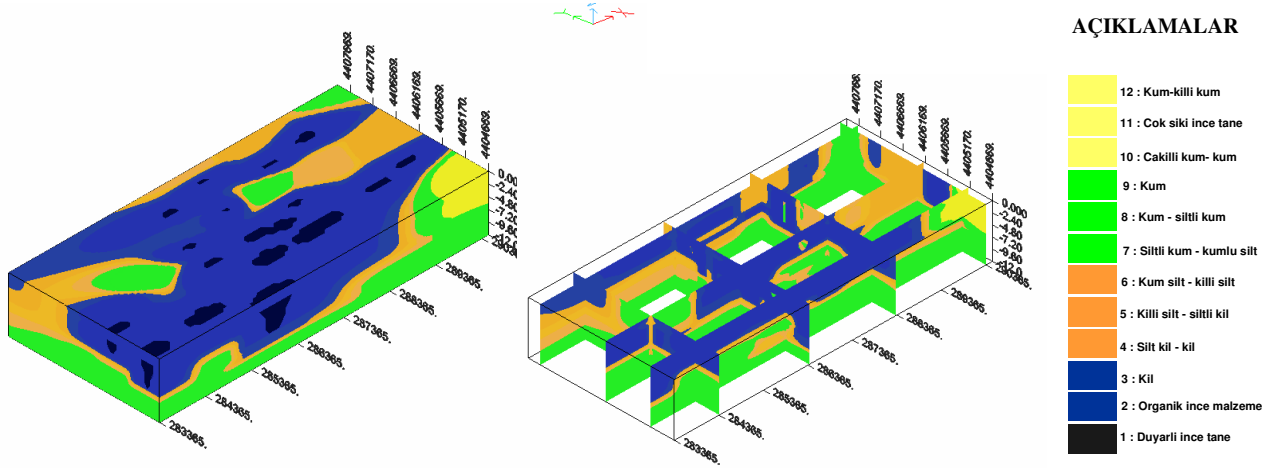 AÇIKLAMALAR
12 : Kum-killi kum
11 : Cok siki ince tane
10 : Cakilli kum- kum
9 : Kum
8 : Kum - siltli kum
7 : Siltli kum - kumlu silt
6 : Kum silt - killi silt
5 : Killi silt - siltli kil
4 : Silt kil - kil
3 : Kil
2 : Organik ince malzeme
1 : Duyarli ince tane
4407669.
4407170.
4406669.
4406169.
4405669.
4405170.
4404669.
0.00
-2.40
-4.80
-7.20
-9.60
289365.
288365.
287365.
286365.
285365.
284365.
283365.
4407170.
4406669.
4406169.
4405669.
4405170.
4404669.
0.000
-2.40
-4.80
-7.20
-9.60
-12.0
289365.
288365.
287365.
286365.
285365.
284365.
283365.